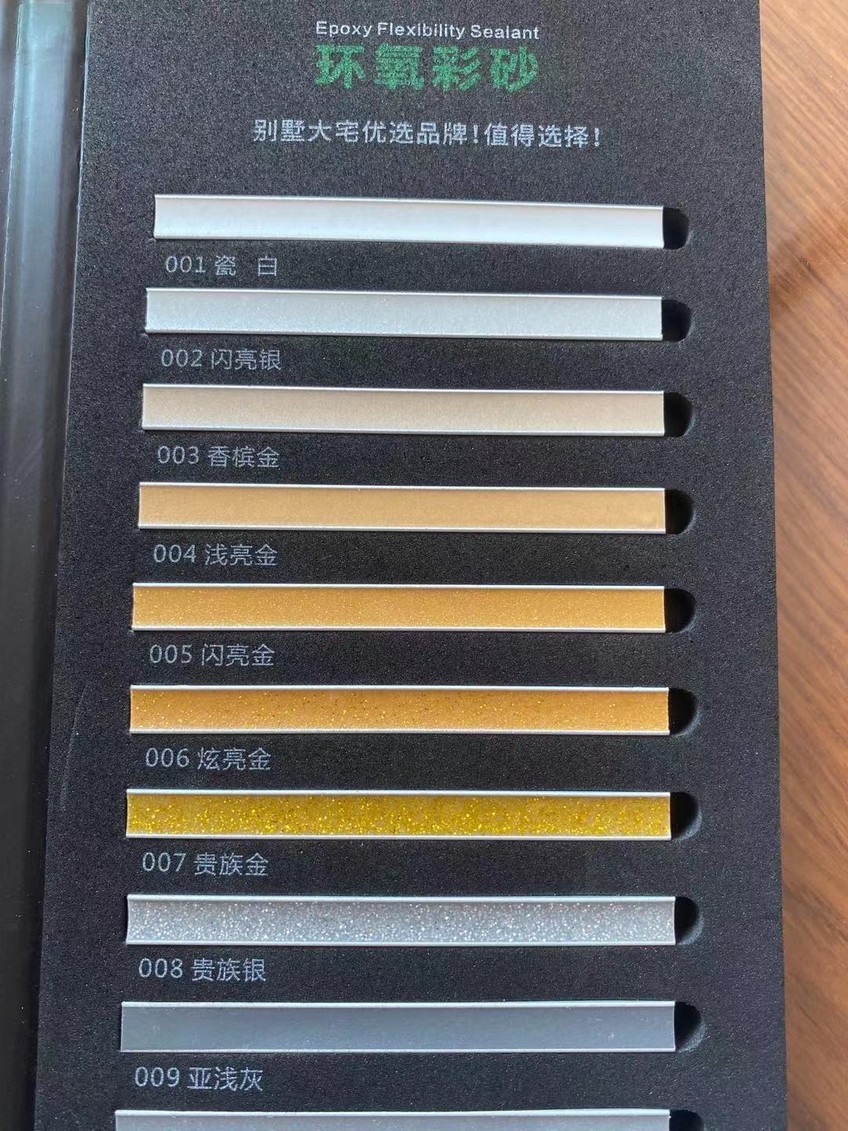 Epoxy Flexibility Sealant
环氧彩砂
别墅大宅优选品牌!值得选择!
001 瓷 白
002 闪亮银
003 香槟金
004 浅亮金
005 闪亮金
006 炫亮金
007 贵族金
008 贵族银
009 亚浅灰